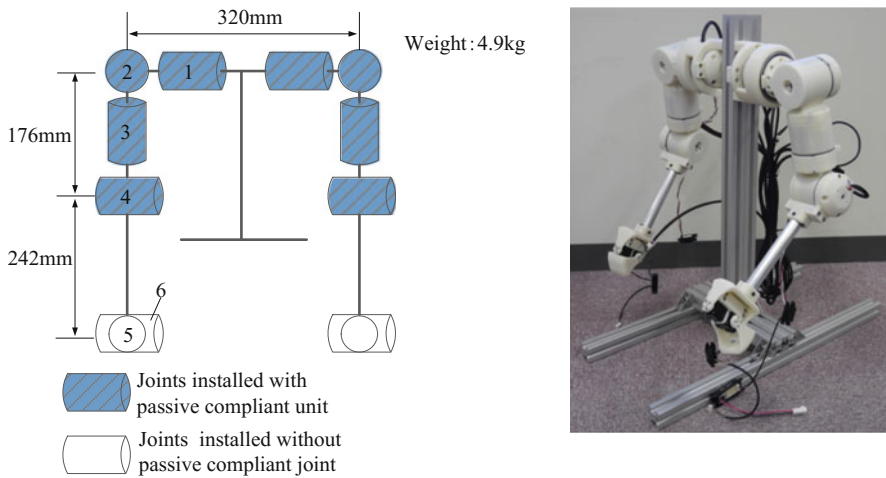 320mm
Weight : 4.9kg
2
1
176mm
3
4
242mm
6
5
Joints installed with
passive compliant unit
Joints installed without
passive compliant joint